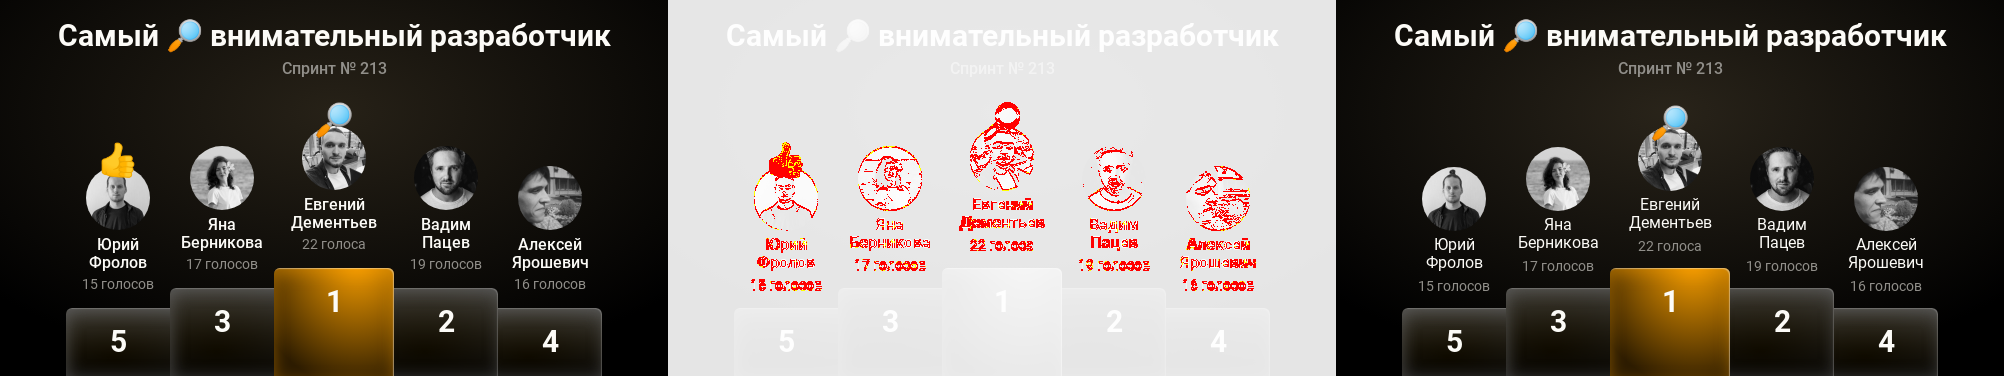 Самый внимательный разработчик
Спринт № 213
Евгений
Дементьев
22 голоса
Яна
Берникова
17 голосов
Вадим
Пацев
19 голосов
Юрий
Фролов
15 голосов
Алексей
Ярошевич
16 голосов
1
3
2
5
4
Самый внимательный разработчик
Спринт № 213
Евгений
Дементьев
22 голоса
Яна
Берникова
17 голосов
Вадим
Пацев
19 голосов
Юрий
Фролов
15 голосов
Алексей
Ярошевич
16 голосов
1
3
2
5
4
Самый внимательный разработчик
Спринт № 213
Евгений
Дементьев
22 голоса
Яна
Берникова
17 голосов
Вадим
Пацев
19 голосов
Юрий
Фролов
15 голосов
Алексей
Ярошевич
16 голосов
1
3
2
5
4